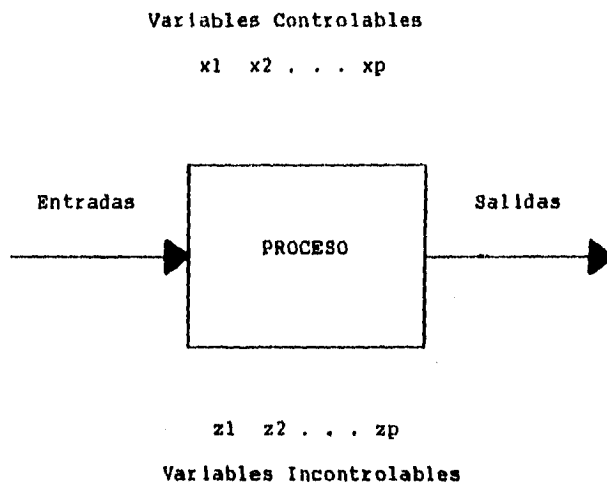 Variables Controlables
x1 x2 . . . xp
Entradas
Salidas
PROCESO
z1 z2 . . . zp
Variables Incontrolables